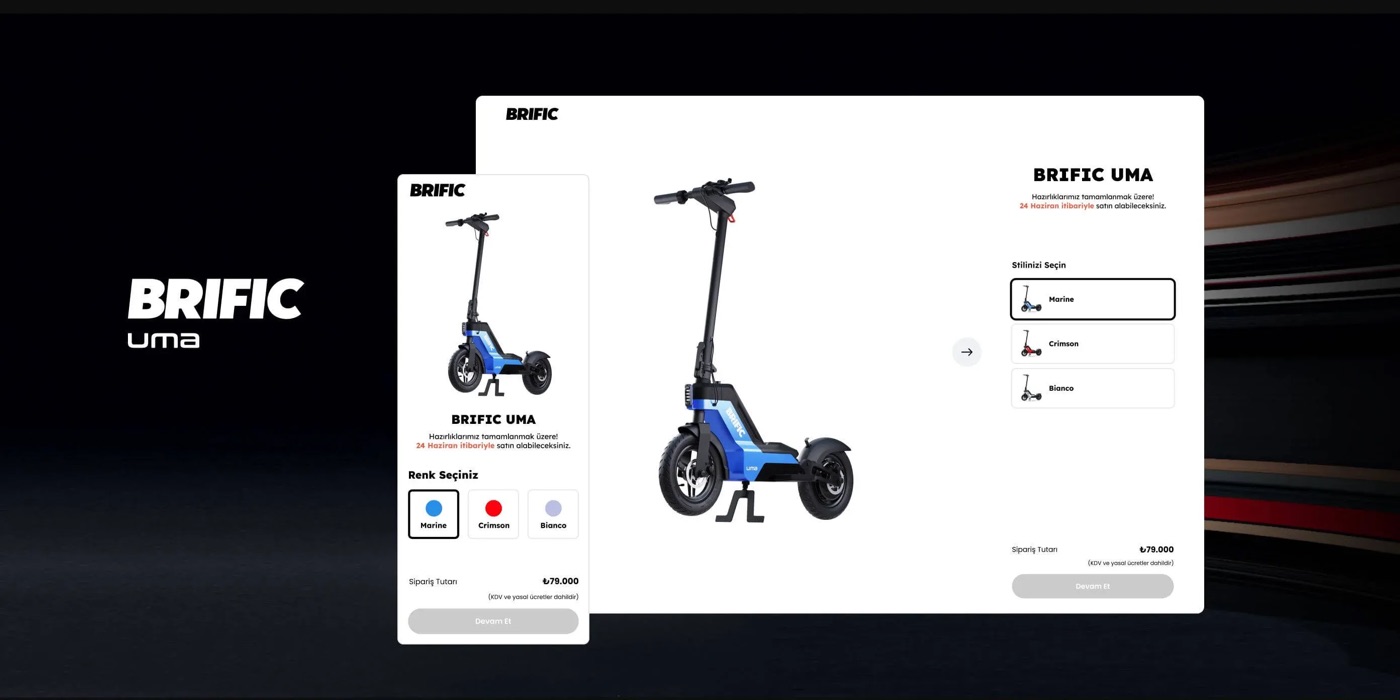 BRIFIC
uma
BRIFIC
BRIFIC UMA
Hazırlıklarımız tamamlanmak üzere!
24 Haziran itibariyle satın alabileceksiniz.
Renk Seçiniz
Marine
Crimson
Bianco
Sipariş Tutarı
₺79.000
(KDV ve yasal ücretler dahildir)
Devam Et
BRIFIC
BRIFIC
uma
BRIFIC UMA
Hazırlıklarımız tamamlanmak üzere!
24 Haziran itibariyle satın alabileceksiniz.
Stilinizi Seçin
Marine
Crimson
Bianco
Sipariş Tutarı
₺79.000
(KDV ve yasal ücretler dahildir)
Devam Et